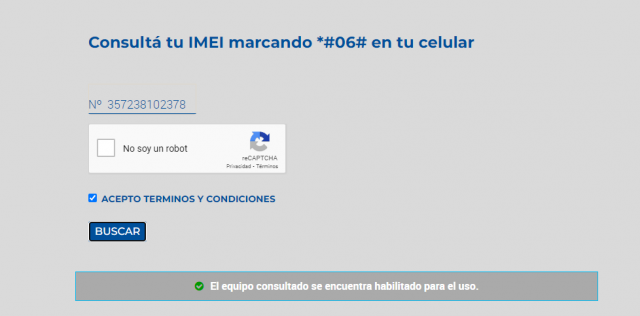 Consultá tu IMEI marcando *#06# en tu celular
Nº 357238102378
No soy un robot
reCAPTCHA
Privacidad - Términos
ACEPTO TERMINOS Y CONDICIONES
BUSCAR
El equipo consultado se encuentra habilitado para el uso.